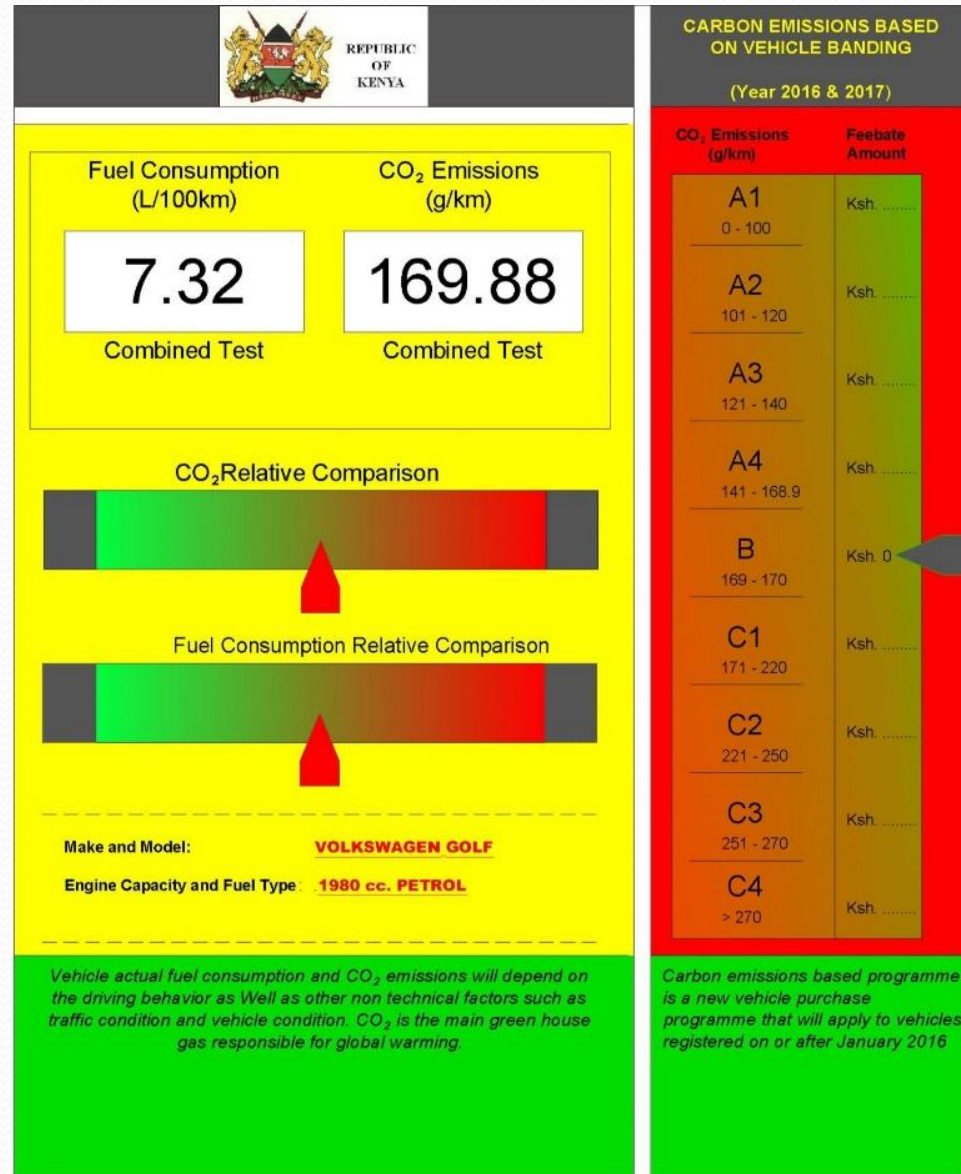 REPUBLIC
OF
KENYA
Fuel Consumption
(L/100km)
7.32
Combined Test
CO₂ Emissions
(g/km)
169.88
Combined Test
CO₂Relative Comparison
Fuel Consumption Relative Comparison
Make and Model: VOLKSWAGEN GOLF
Engine Capacity and Fuel Type: 1980 cc. PETROL
Vehicle actual fuel consumption and CO₂ emissions will depend on
the driving behavior as Well as other non technical factors such as
traffic condition and vehicle condition. CO₂ is the main green house
gas responsible for global warming.
CARBON EMISSIONS BASED
ON VEHICLE BANDING
(Year 2016 & 2017)
CO₂ Emissions
(g/km)
Feebate
Amount
A1 Ksh. ........
0 - 100
A2 Ksh. ........
101 - 120
A3 Ksh. ........
121 - 140
A4 Ksh. ........
141 - 168.9
B Ksh. 0
169 - 170
C1 Ksh. ........
171 - 220
C2 Ksh. ........
221 - 250
C3 Ksh. ........
251 - 270
C4 Ksh. ........
> 270
Carbon emissions based programme
is a new vehicle purchase
programme that will apply to vehicles
registered on or after January 2016